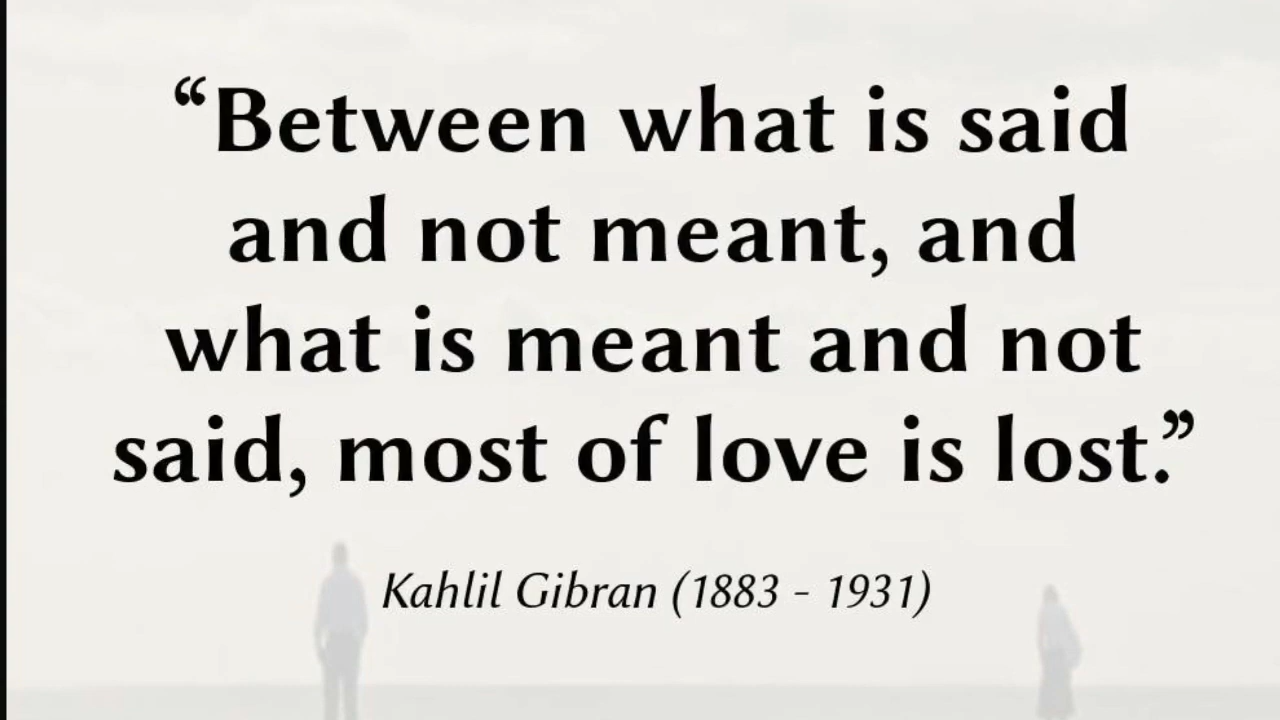 “Between what is said
and not meant, and
what is meant and not
said, most of love is lost.”
Kahlil Gibran (1883 - 1931)